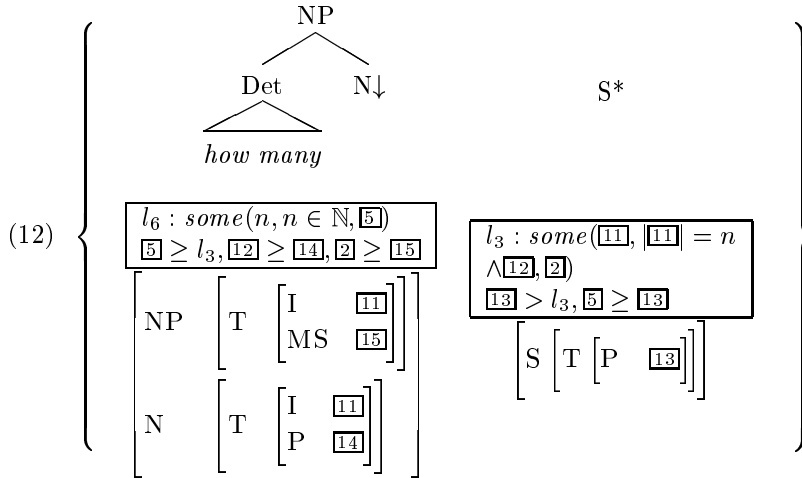 NP
Det N↓
S*
how many
(12)
l₆ : some(n, n ∈ ℕ, 5)
5 ≥ l₃, 12 ≥ 14, 2 ≥ 15
l₃ : some(11, |11| = n
∧12, 2)
13 > l₃, 5 ≥ 13
NP [T [I 11
MS 15]]
N [T [I 11
P 14]]
[S [T [P 13]]]